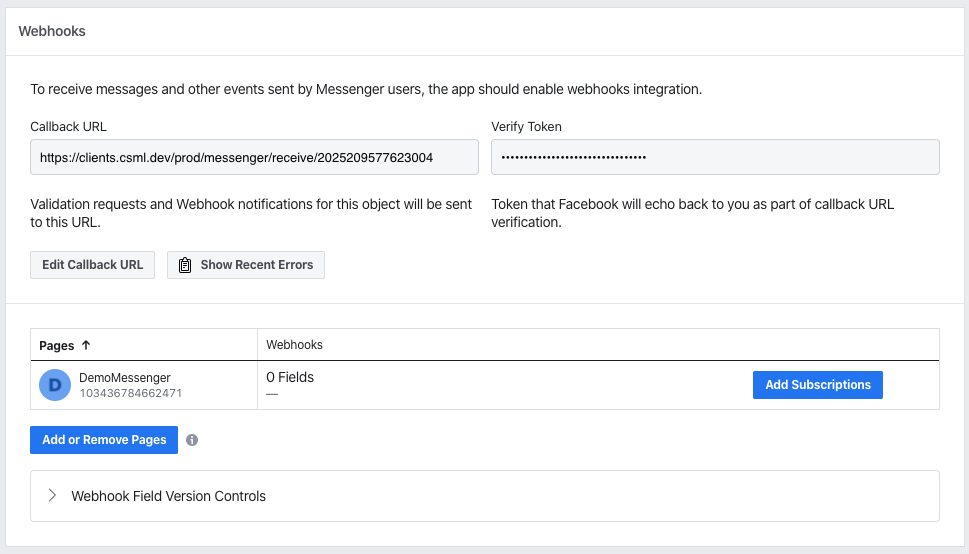 Webhooks
To receive messages and other events sent by Messenger users, the app should enable webhooks integration.
Callback URL
https://clients.csml.dev/prod/messenger/receive/2025209577623004
Validation requests and Webhook notifications for this object will be sent
to this URL.
Verify Token
••••••••••••••••••••••••••••••••
Token that Facebook will echo back to you as part of callback URL
verification.
Edit Callback URL
Show Recent Errors
Pages ↑
Webhooks
D
DemoMessenger
103436784662471
0 Fields
—
Add Subscriptions
Add or Remove Pages
Webhook Field Version Controls